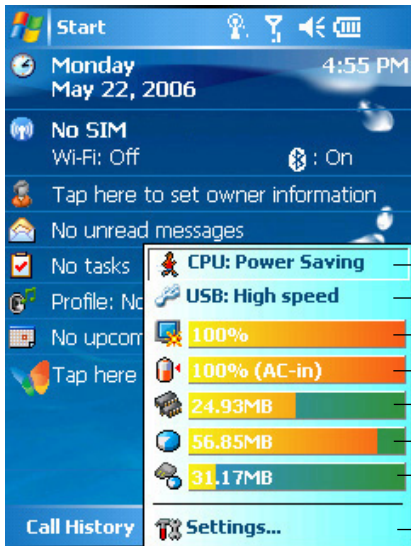 Start
Monday
4:55 PM
May 22, 2006
No SIM
Wi-Fi: Off
: On
Tap here to set owner information
No unread messages
No tasks
Profile: No
No upcom
Tap here
CPU: Power Saving
USB: High speed
100%
100% (AC-in)
24.93MB
56.85MB
31.17MB
Settings...
Call History